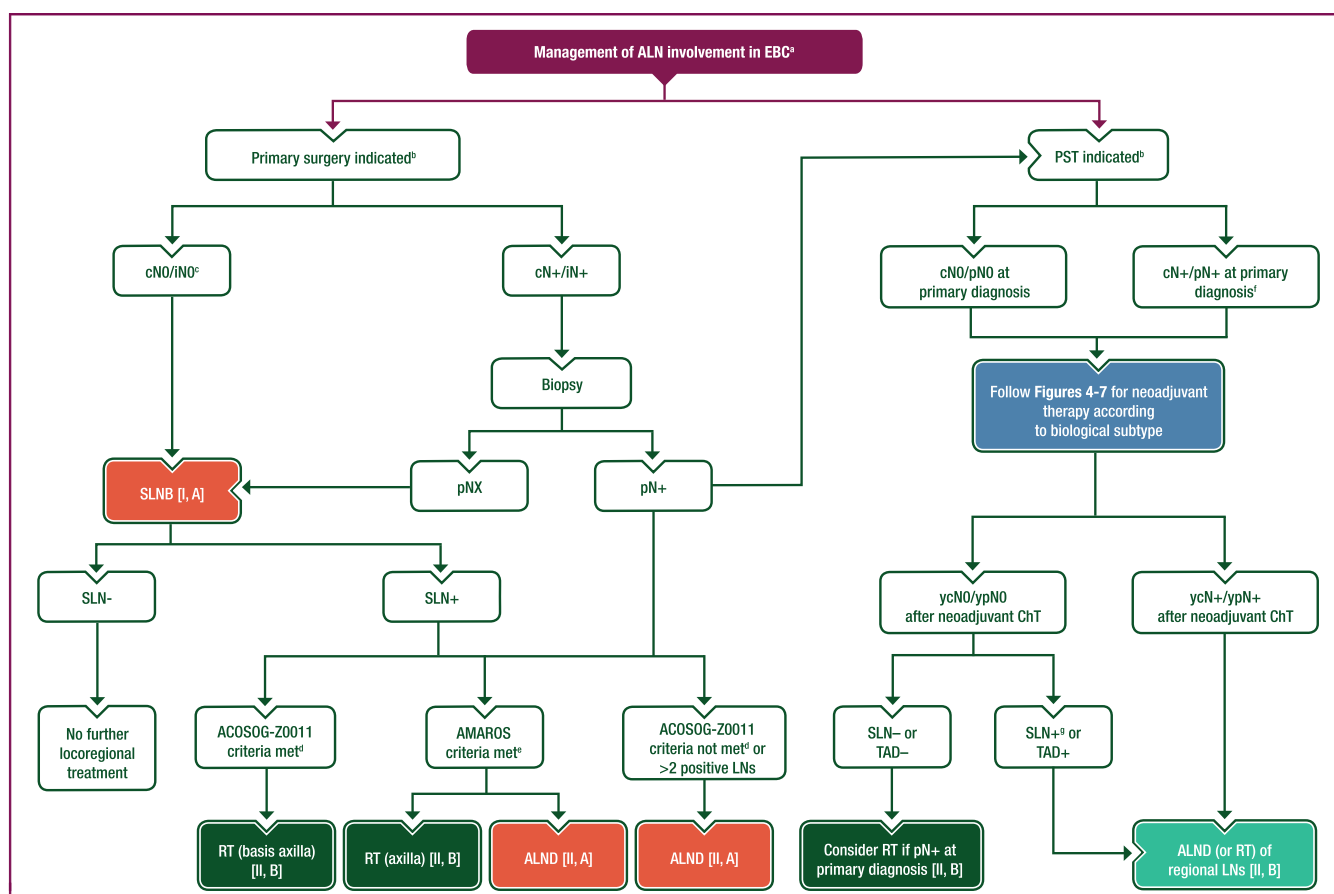 Management of ALN involvement in EBCᵃ
Primary surgery indicatedᵇ
PST indicatedᵇ
cN0/iN0ᶜ
cN+/iN+
cN0/pN0 at
primary diagnosis
cN+/pN+ at primary
diagnosisᶠ
Biopsy
Follow Figures 4-7 for neoadjuvant
therapy according
to biological subtype
SLNB [I, A]
pNX
pN+
SLN-
SLN+
ycN0/ypN0
after neoadjuvant ChT
ycN+/ypN+
after neoadjuvant ChT
No further
locoregional
treatment
ACOSOG-Z0011
criteria metᵈ
AMAROS
criteria metᵉ
ACOSOG-Z0011
criteria not metᵈ or
>2 positive LNs
SLN– or
TAD–
SLN+ᵍ or
TAD+
RT (basis axilla)
[II, B]
RT (axilla) [II, B]
ALND [II, A]
ALND [II, A]
Consider RT if pN+ at
primary diagnosis [II, B]
ALND (or RT) of
regional LNs [II, B]